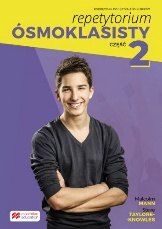 repetytorium
ÓSMOKLASISTY
CZĘŚĆ 2
Malcolm
MANN
Steve
TAYLORE-
KNOWLES
macmillan
education